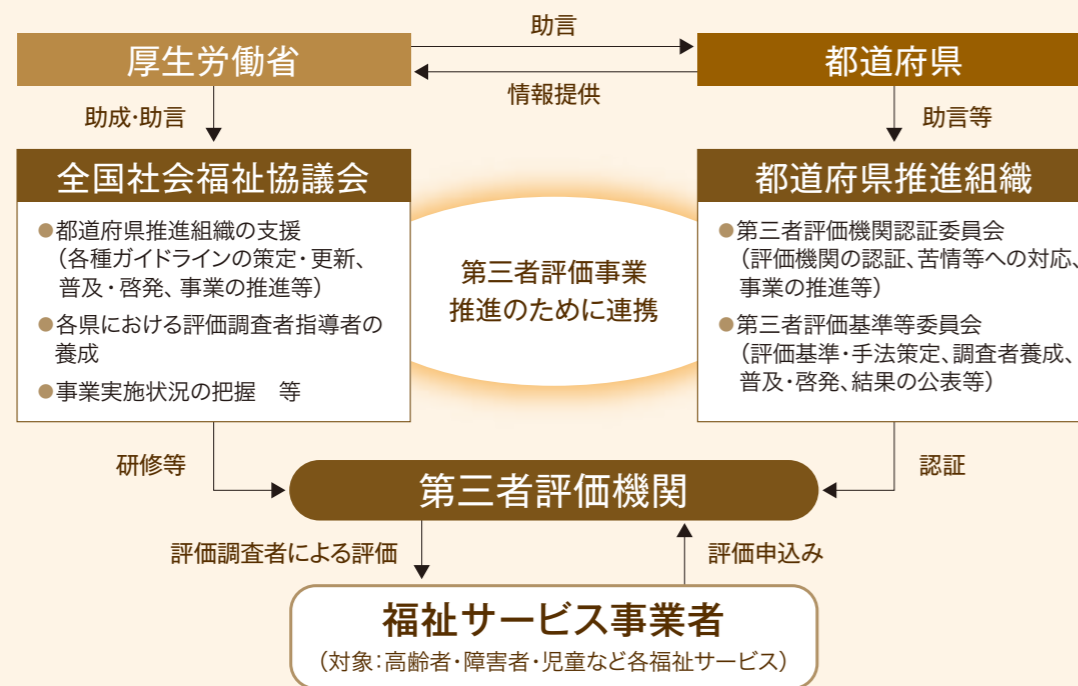 助言
厚生労働省
都道府県
情報提供
助成・助言
助言等
全国社会福祉協議会
●都道府県推進組織の支援
（各種ガイドラインの策定・更新、
普及・啓発、事業の推進等）
●各県における評価調査者指導者の
養成
●事業実施状況の把握　等
第三者評価事業
推進のために連携
都道府県推進組織
●第三者評価機関認証委員会
（評価機関の認証、苦情等への対応、
事業の推進等）
●第三者評価基準等委員会
（評価基準・手法策定、調査者養成、
普及・啓発、結果の公表等）
研修等
認証
第三者評価機関
評価調査者による評価
評価申込み
福祉サービス事業者
（対象：高齢者・障害者・児童など各福祉サービス）